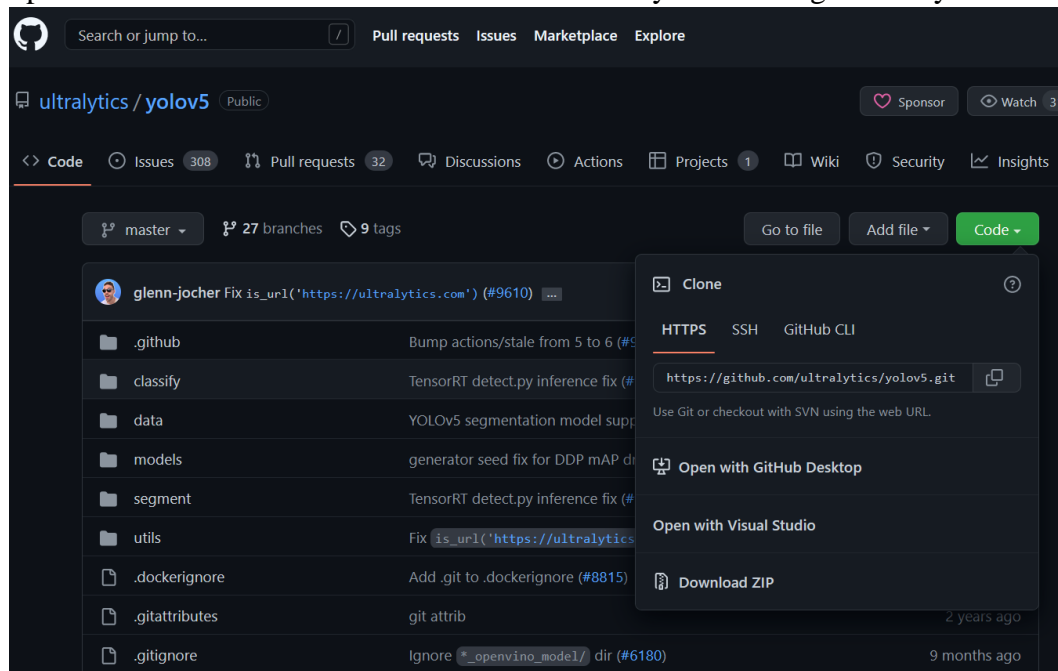 Search or jump to... / Pull requests Issues Marketplace Explore
ultralytics / yolov5 Public Sponsor Watch 3
<> Code Issues 308 Pull requests 32 Discussions Actions Projects 1 Wiki Security Insights
master 27 branches 9 tags Go to file Add file Code
glenn-jocher Fix is_url('https://ultralytics.com') (#9610) ...
.github Bump actions/stale from 5 to 6 (#9
classify TensorRT detect.py inference fix (#
data YOLOv5 segmentation model supp
models generator seed fix for DDP mAP dr
segment TensorRT detect.py inference fix (#
utils Fix is_url('https://ultralytics
.dockerignore Add .git to .dockerignore (#8815)
.gitattributes git attrib 2 years ago
.gitignore Ignore *_openvino_model/ dir (#6180) 9 months ago
Clone ?
HTTPS SSH GitHub CLI
https://github.com/ultralytics/yolov5.git
Use Git or checkout with SVN using the web URL.
Open with GitHub Desktop
Open with Visual Studio
Download ZIP